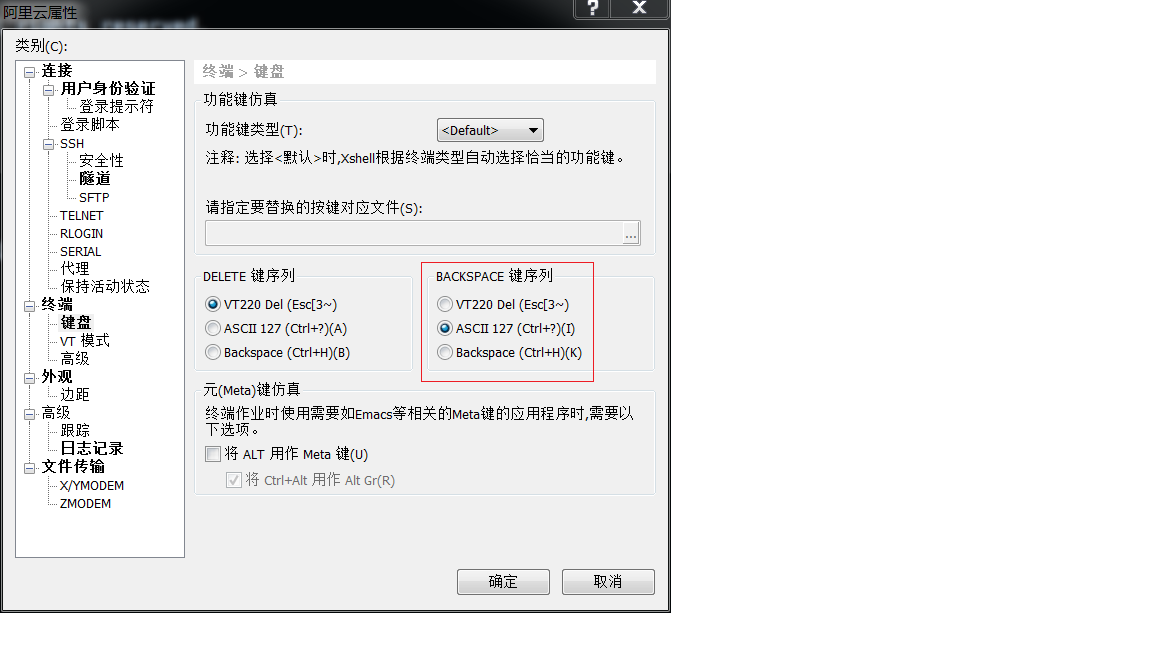 阿里云属性
类别(C):
连接
用户身份验证
登录提示符
登录脚本
SSH
安全性
隧道
SFTP
TELNET
RLOGIN
SERIAL
代理
保持活动状态
终端
键盘
VT 模式
高级
外观
边距
高级
跟踪
日志记录
文件传输
X/YMODEM
ZMODEM
终端 > 键盘
功能键仿真
功能键类型(T):
<Default>
注释: 选择<默认>时,Xshell根据终端类型自动选择恰当的功能键。
请指定要替换的按键对应文件(S):
...
DELETE 键序列
VT220 Del (Esc[3~)
ASCII 127 (Ctrl+?)(A)
Backspace (Ctrl+H)(B)
BACKSPACE 键序列
VT220 Del (Esc[3~)
ASCII 127 (Ctrl+?)(I)
Backspace (Ctrl+H)(K)
元(Meta)键仿真
终端作业时使用需要如Emacs等相关的Meta键的应用程序时,需要以
下选项。
将 ALT 用作 Meta 键(U)
将 Ctrl+Alt 用作 Alt Gr(R)
确定
取消